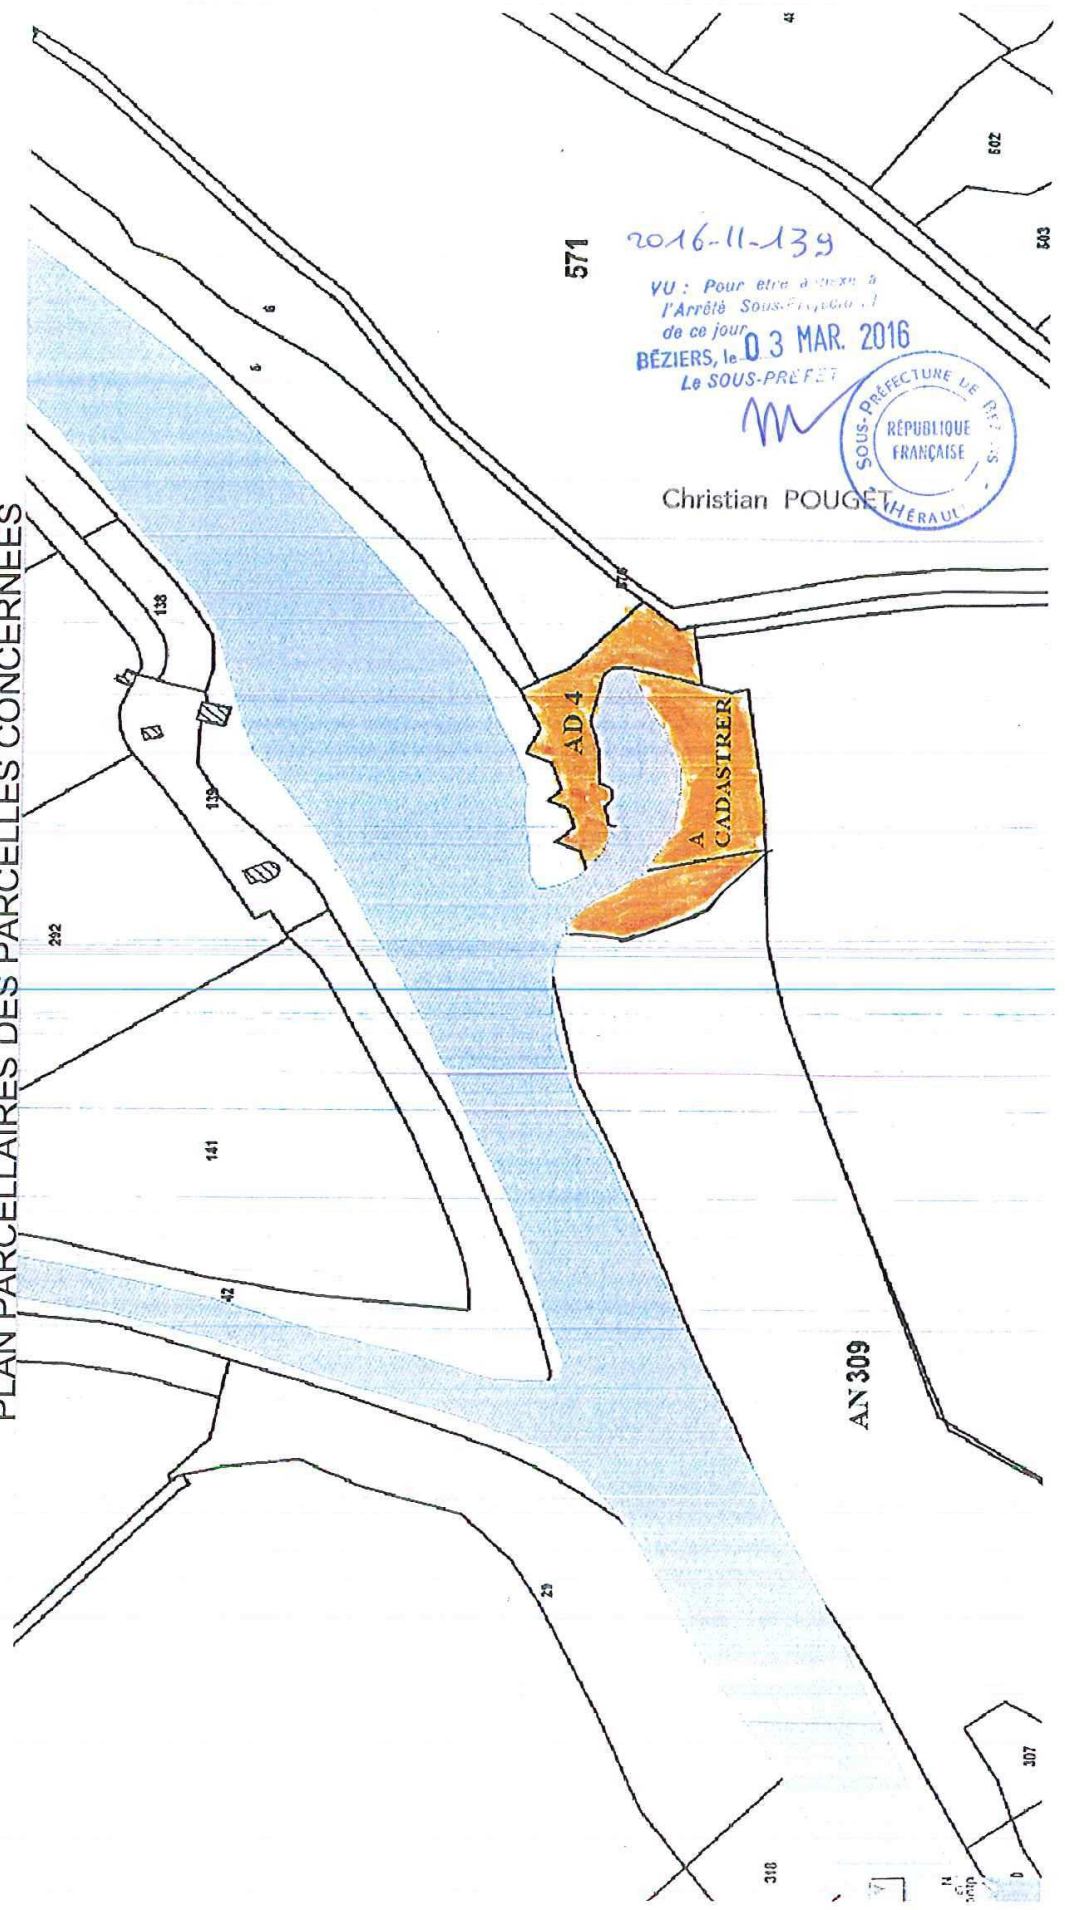 PLAN PARCELLAIRES DES PARCELLES CONCERNEES
2016-11-139
VU : Pour être annexé à
l'Arrêté Sous-Préfectoral
de ce jour
BÉZIERS, le 03 MAR. 2016
Le SOUS-PRÉFET
SOUS-PRÉFECTURE DE BÉZIERS
RÉPUBLIQUE
FRANÇAISE
HÉRAULT
Christian POUGET
571
502
503
6
5
138
139
292
141
42
AD 4
A
CADASTRER
AN 309
29
318
307